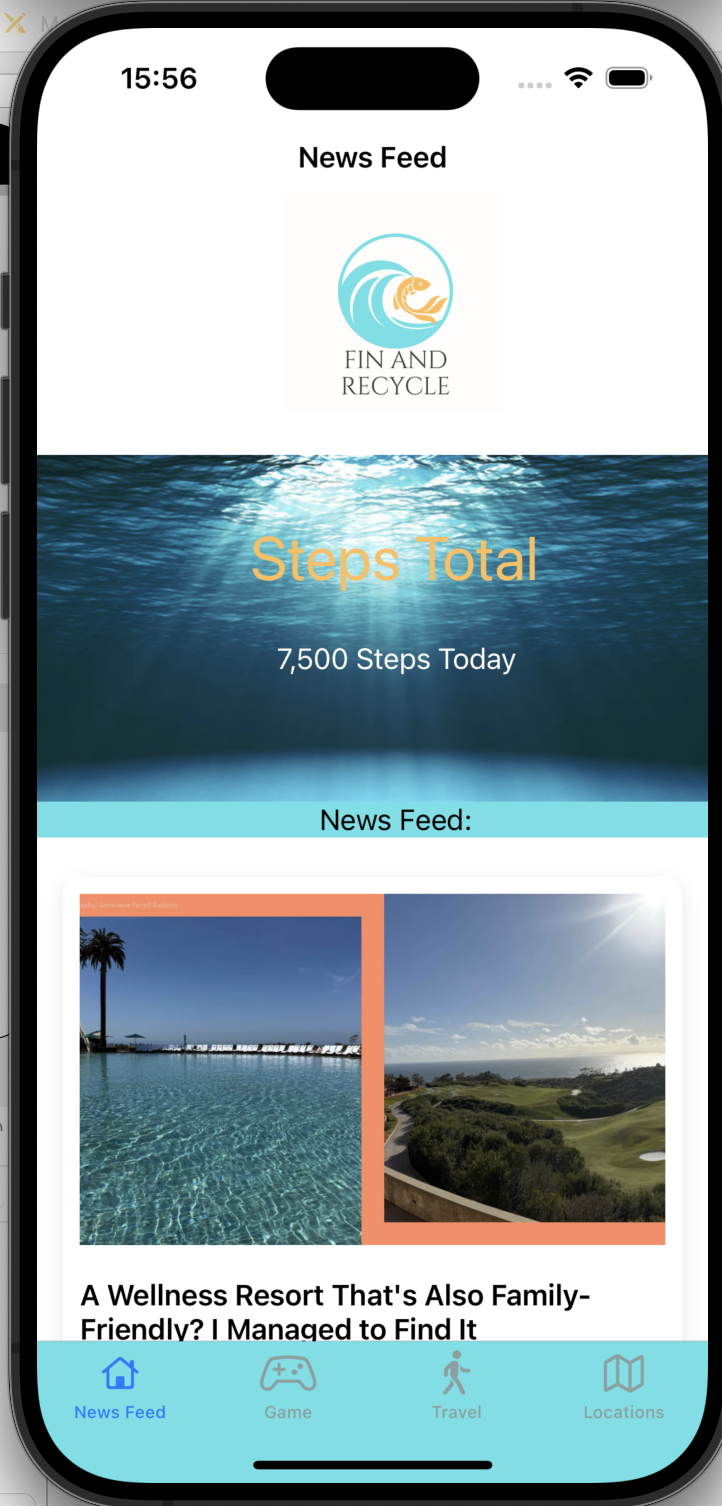 15:56
News Feed
FIN AND
RECYCLE
Steps Total
7,500 Steps Today
News Feed:
A Wellness Resort That's Also Family-
Friendly? I Managed to Find It
News Feed
Game
Travel
Locations